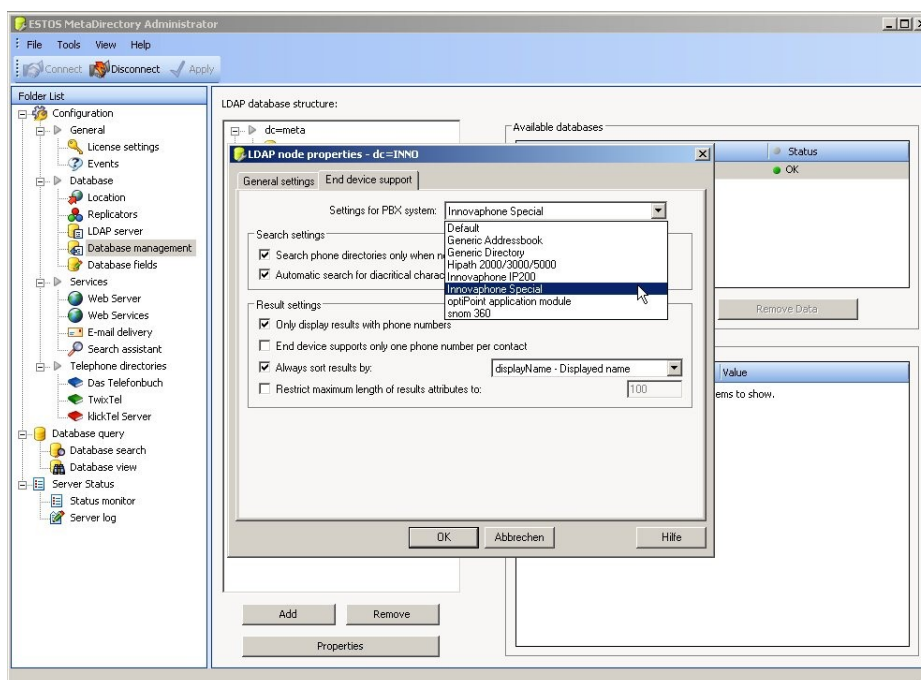 ESTOS MetaDirectory Administrator
File Tools View Help
Connect Disconnect Apply
Folder List
Configuration
General
License settings
Events
Database
Location
Replicators
LDAP server
Database management
Database fields
Services
Web Server
Web Services
E-mail delivery
Search assistant
Telephone directories
Das Telefonbuch
TwixTel
klickTel Server
Database query
Database search
Database view
Server Status
Status monitor
Server log
LDAP database structure:
dc=meta
Available databases
Status
OK
Remove Data
Value
ems to show.
LDAP node properties - dc=INNO
General settings End device support
Settings for PBX system: Innovaphone Special
Default
Generic Addressbook
Generic Directory
Hipath 2000/3000/5000
Innovaphone IP200
Innovaphone Special
optiPoint application module
snom 360
Search settings
Search phone directories only when n
Automatic search for diacritical charac
Result settings
Only display results with phone numbers
End device supports only one phone number per contact
Always sort results by: displayName - Displayed name
Restrict maximum length of results attributes to: 100
OK Abbrechen Hilfe
Add Remove
Properties